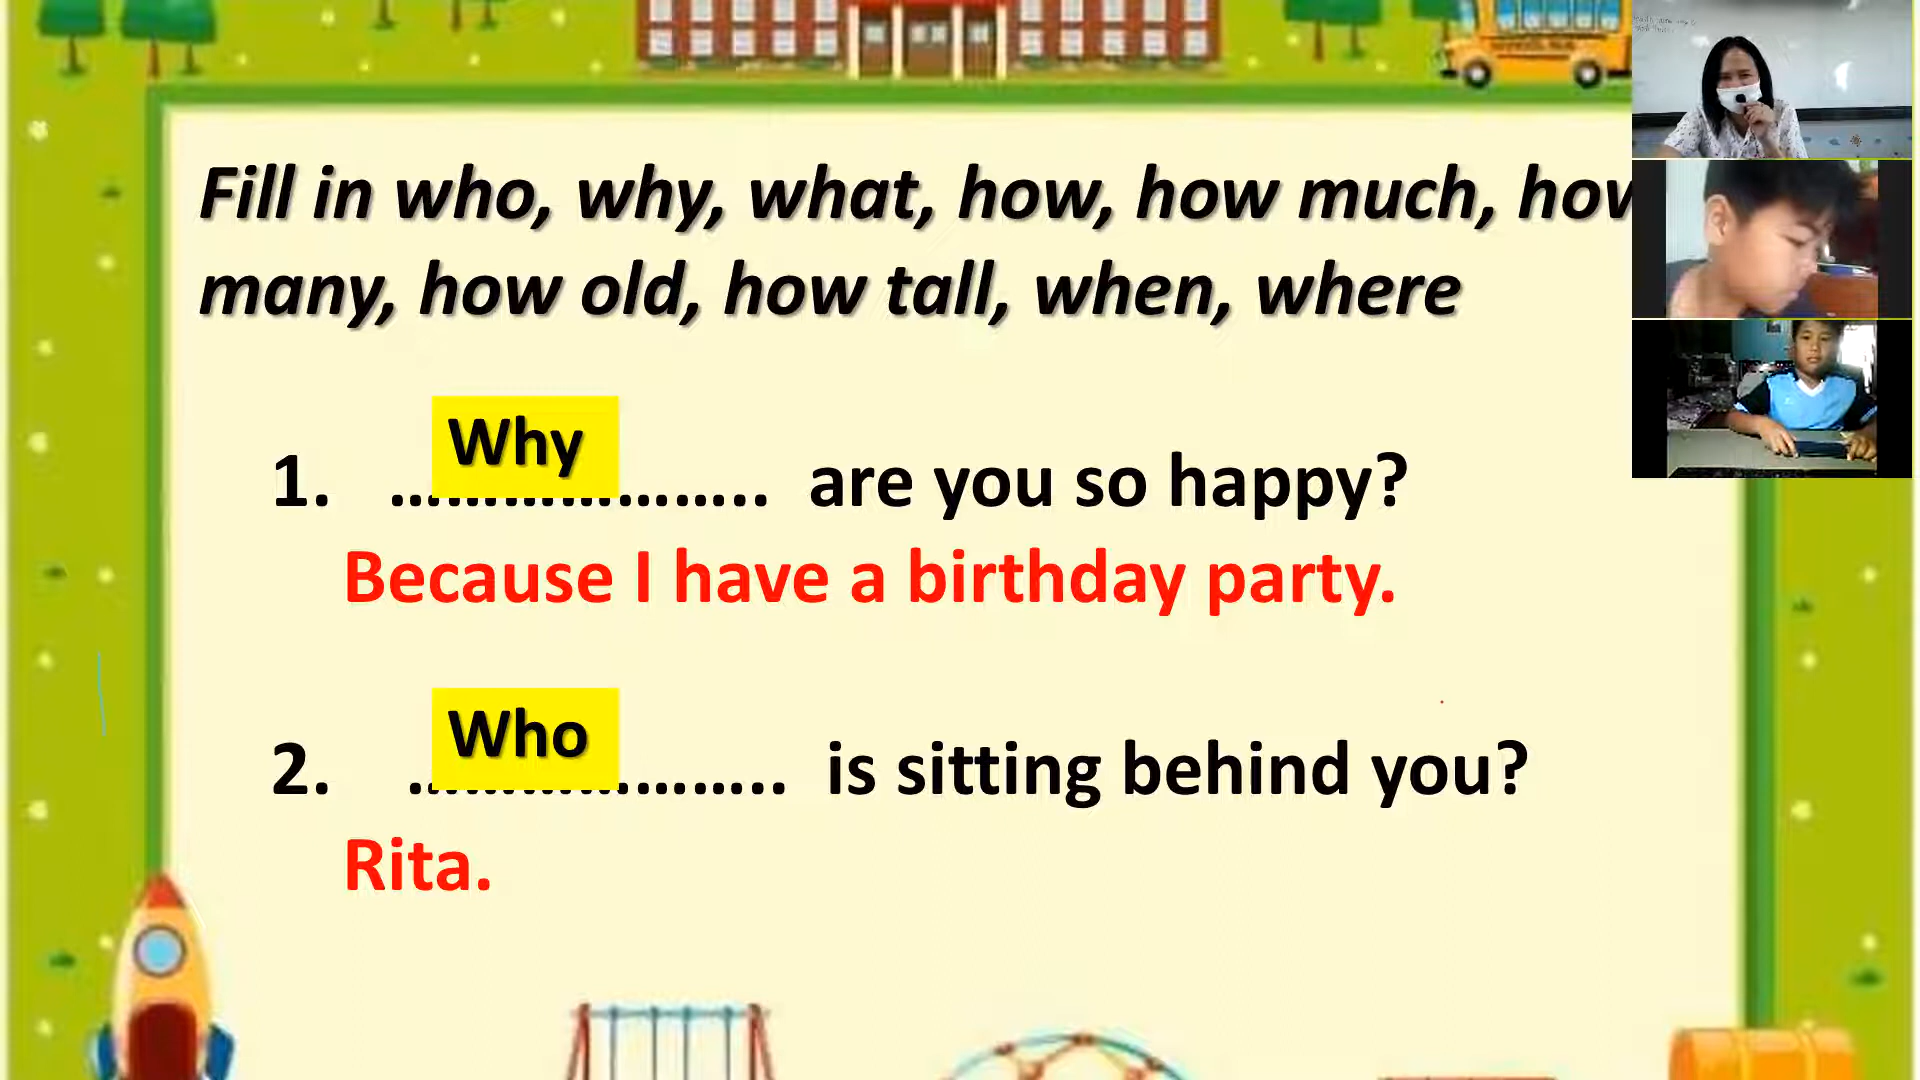 Fill in who, why, what, how, how much, how
many, how old, how tall, when, where
Why
1. ………………….. are you so happy?
Because I have a birthday party.
Who
2. ………………….. is sitting behind you?
Rita.